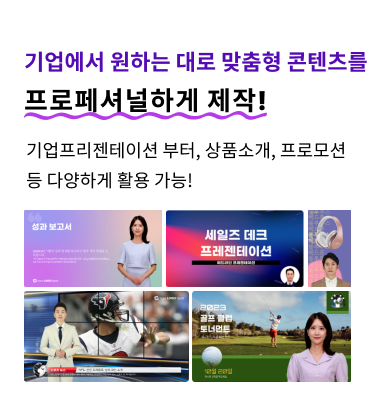 기업에서 원하는 대로 맞춤형 콘텐츠를
프로페셔널하게 제작!
기업프리젠테이션 부터, 상품소개, 프로모션
등 다양하게 활용 가능!
성과 보고서
세일즈 데크
프레젠테이션
2023
골프 클럽
토너먼트